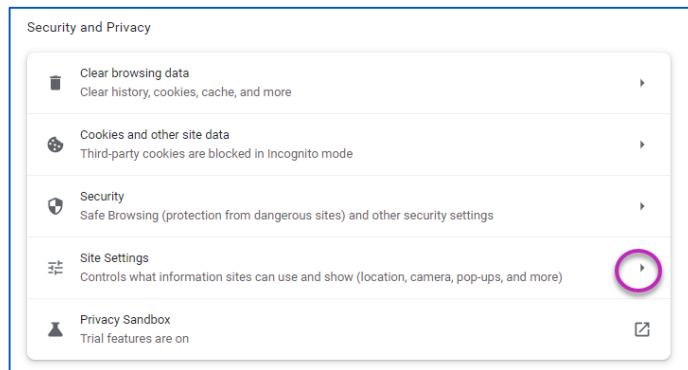 Security and Privacy
Clear browsing data
Clear history, cookies, cache, and more
Cookies and other site data
Third-party cookies are blocked in Incognito mode
Security
Safe Browsing (protection from dangerous sites) and other security settings
Site Settings
Controls what information sites can use and show (location, camera, pop-ups, and more)
Privacy Sandbox
Trial features are on